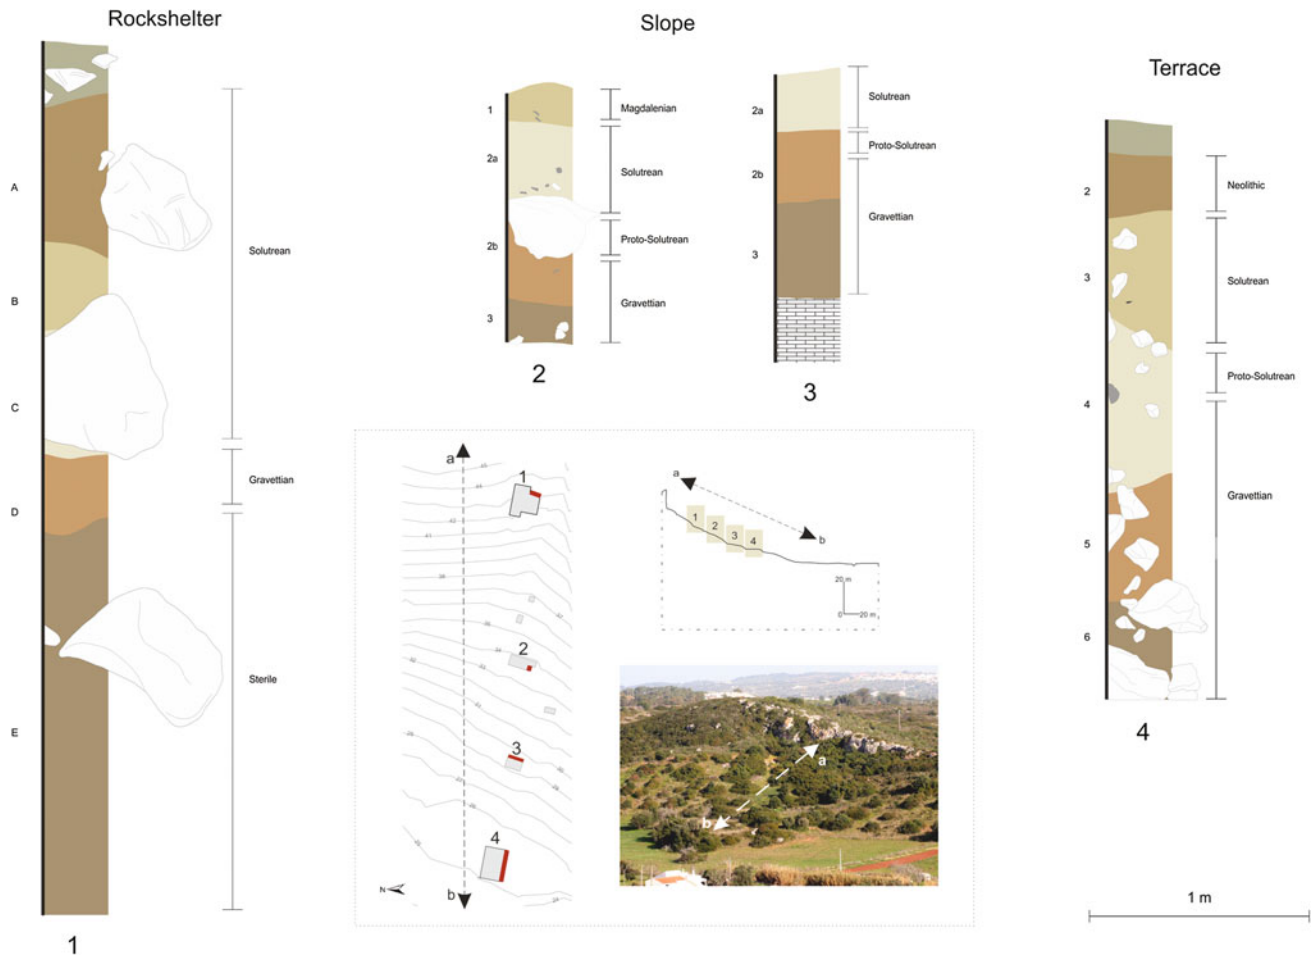 Rockshelter
A
B
C
D
E
Solutrean
Gravettian
Sterile
1
Slope
1
2a
2b
3
Magdalenian
Solutrean
Proto-Solutrean
Gravettian
2
2a
2b
3
Solutrean
Proto-Solutrean
Gravettian
3
Terrace
2
3
4
5
6
Neolithic
Solutrean
Proto-Solutrean
Gravettian
4
a
1
2
3
4
b
N
a
1
2
3
4
b
20 m
0
20 m
a
b
1 m